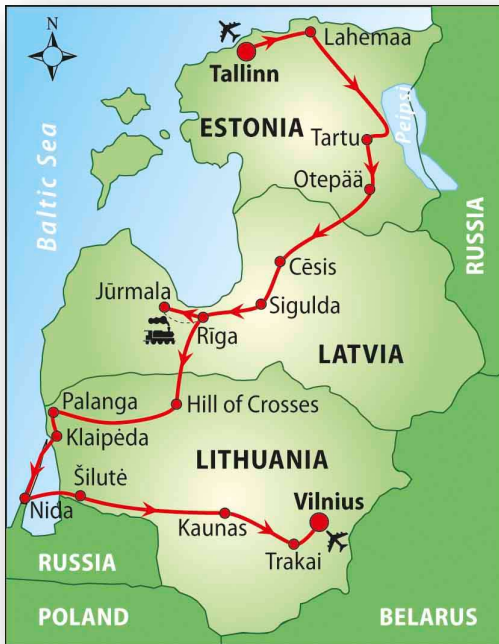 N
Lahemaa
Tallinn
ESTONIA
Peipsi
Baltic Sea
Tartu
Otepää
RUSSIA
Cēsis
Jūrmala
Sigulda
Rīga
LATVIA
Palanga
Hill of Crosses
Klaipėda
LITHUANIA
Šilutė
Vilnius
Nida
Kaunas
Trakai
RUSSIA
POLAND
BELARUS